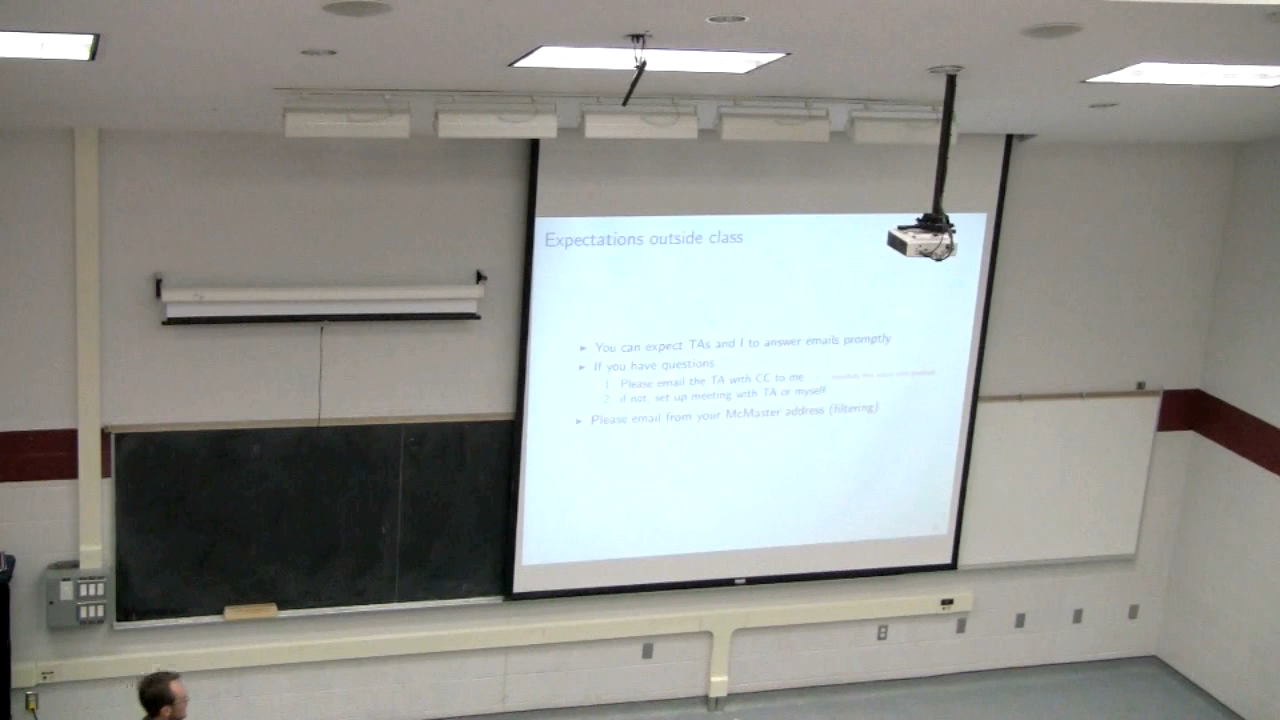 Expectations outside class
▶ You can expect TAs and I to answer emails promptly
▶ If you have questions
1 Please email the TA with CC to me
2 if not, set up meeting with TA or myself
▶ Please email from your McMaster address (filtering)